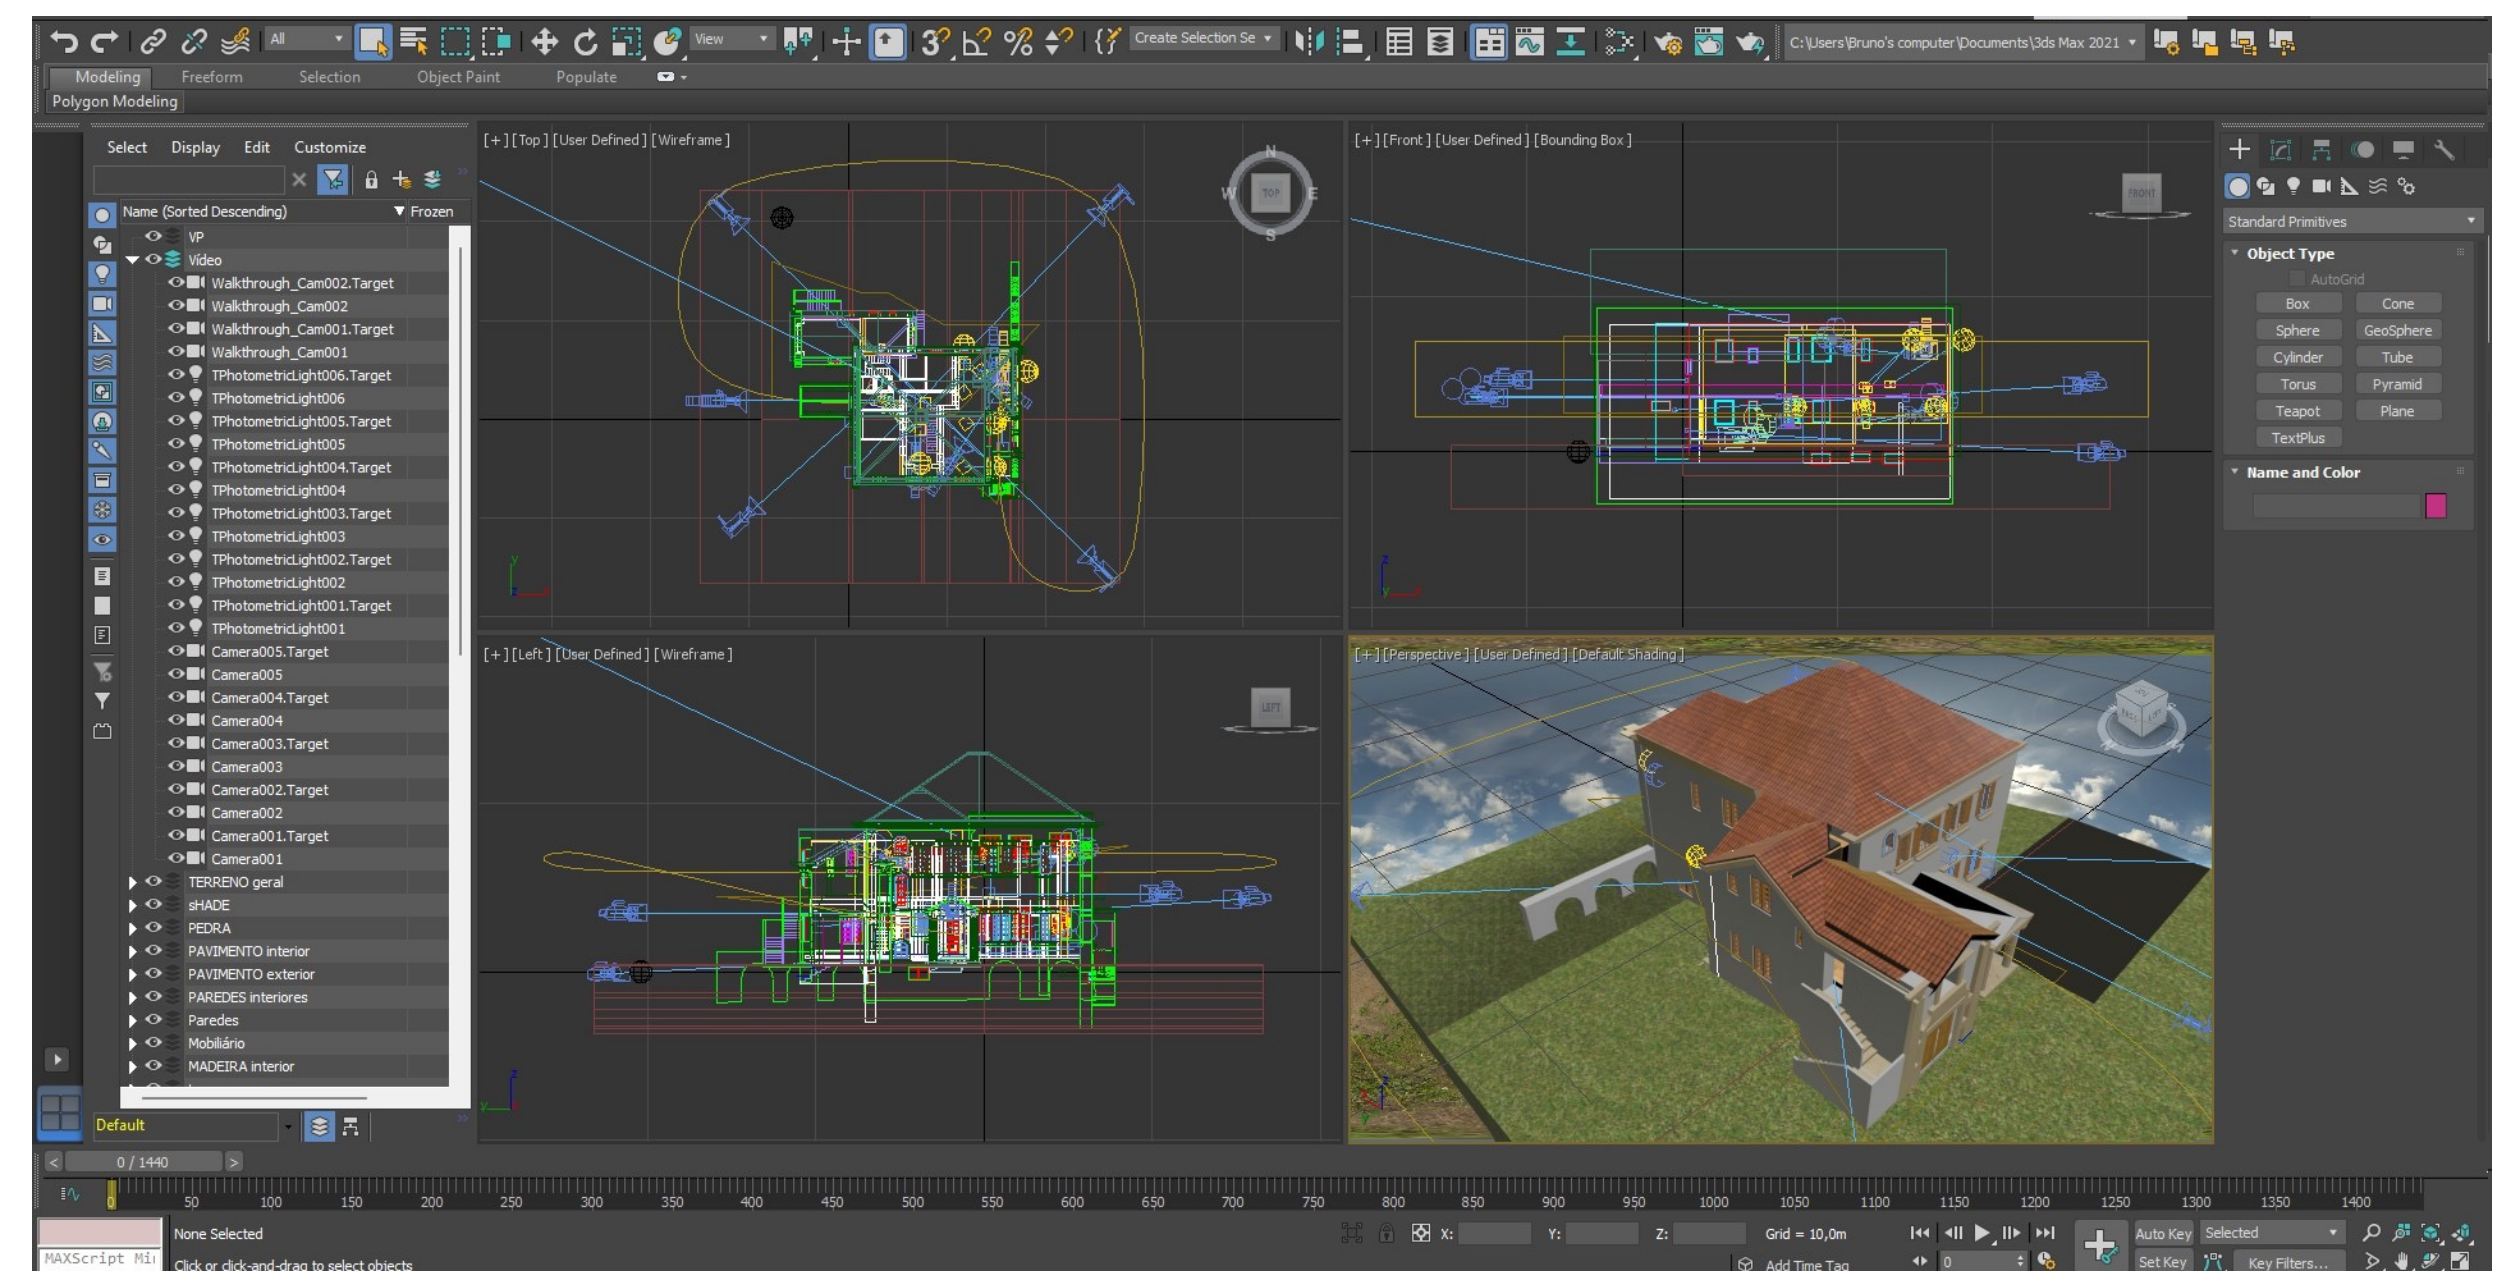 All
View
3
Create Selection Se
C:\Users\Bruno's computer\Documents\3ds Max 2021
Modeling Freeform Selection Object Paint Populate
Polygon Modeling
Select Display Edit Customize
Name (Sorted Descending) Frozen
VP
Vídeo
Walkthrough_Cam002.Target
Walkthrough_Cam002
Walkthrough_Cam001.Target
Walkthrough_Cam001
TPhotometricLight006.Target
TPhotometricLight006
TPhotometricLight005.Target
TPhotometricLight005
TPhotometricLight004.Target
TPhotometricLight004
TPhotometricLight003.Target
TPhotometricLight003
TPhotometricLight002.Target
TPhotometricLight002
TPhotometricLight001.Target
TPhotometricLight001
Camera005.Target
Camera005
Camera004.Target
Camera004
Camera003.Target
Camera003
Camera002.Target
Camera002
Camera001.Target
Camera001
TERRENO geral
sHADE
PEDRA
PAVIMENTO interior
PAVIMENTO exterior
PAREDES interiores
Paredes
Mobiliário
MADEIRA interior
Default
[+] [Top ] [User Defined ] [Wireframe ]
N
W TOP E
S
y
z x
[+] [Front ] [User Defined ] [Bounding Box ]
FRONT
z
y x
[+] [Left ] [User Defined ] [Wireframe ]
LEFT
z
y
[+] [Perspective ] [User Defined ] [Default Shading ]
z
x
y
Standard Primitives
Object Type
AutoGrid
Box Cone
Sphere GeoSphere
Cylinder Tube
Torus Pyramid
Teapot Plane
TextPlus
Name and Color
< 0 / 1440 >
0 50 100 150 200 250 300 350 400 450 500 550 600 650 700 750 800 850 900 950 1000 1050 1100 1150 1200 1250 1300 1350 1400
None Selected X: Y: Z: Grid = 10,0m Auto Key Selected
MAXScript Mi Click or click-and-drag to select objects Add Time Tag 0 Set Key Key Filters...